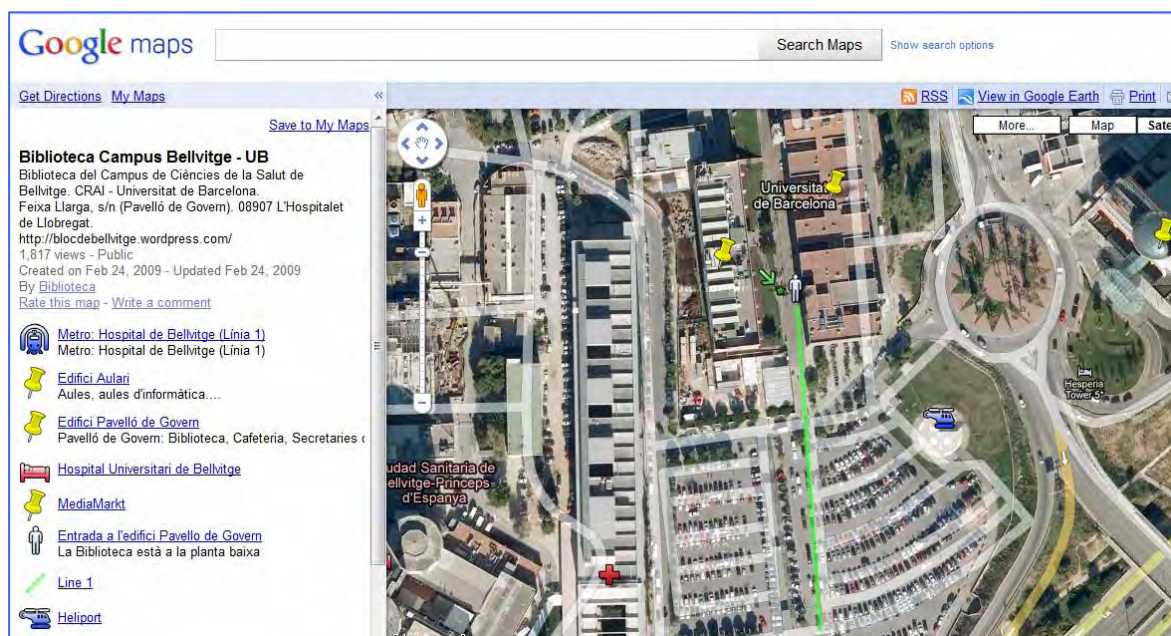 Google maps
Search Maps
Show search options
Get Directions My Maps
«
RSS View in Google Earth Print
Save to My Maps
More... Map Sate
Biblioteca Campus Bellvitge - UB
Biblioteca del Campus de Ciències de la Salut de
Bellvitge. CRAI - Universitat de Barcelona.
Feixa Llarga, s/n (Pavelló de Govern). 08907 L'Hospitalet
de Llobregat.
http://blocdebellvitge.wordpress.com/
1,817 views - Public
Created on Feb 24, 2009 - Updated Feb 24, 2009
By Biblioteca
Rate this map - Write a comment
Metro: Hospital de Bellvitge (Línia 1)
Metro: Hospital de Bellvitge (Línia 1)
Edifici Aulari
Aules, aules d'informàtica....
Edifici Pavelló de Govern
Pavelló de Govern: Biblioteca, Cafeteria, Secretaries
Hospital Universitari de Bellvitge
MediaMarkt
Entrada a l'edifici Pavello de Govern
La Biblioteca està a la planta baixa
Line 1
Heliport
Universitat
de Barcelona
Hesperia
Tower 5*
udad Sanitaria de
ellvitge-Princeps
d'Espanya